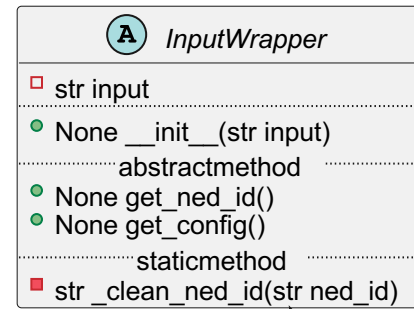 A InputWrapper
str input
None __init__(str input)
abstractmethod
None get_ned_id()
None get_config()
staticmethod
str _clean_ned_id(str ned_id)